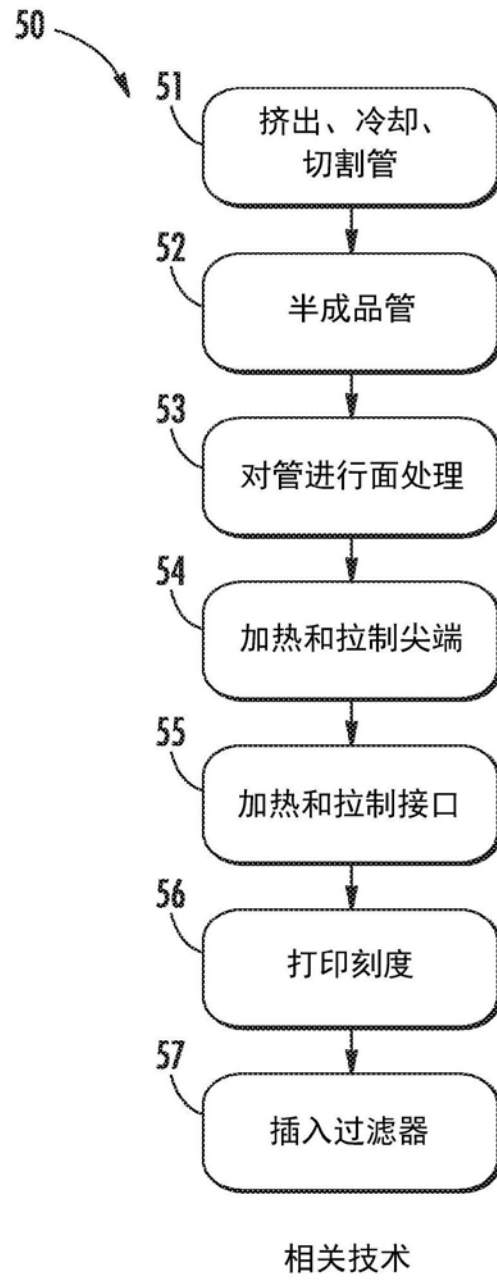 50
51
挤出、冷却、
切割管
52
半成品管
53
对管进行面处理
54
加热和拉制尖端
55
加热和拉制接口
56
打印刻度
57
插入过滤器
相关技术